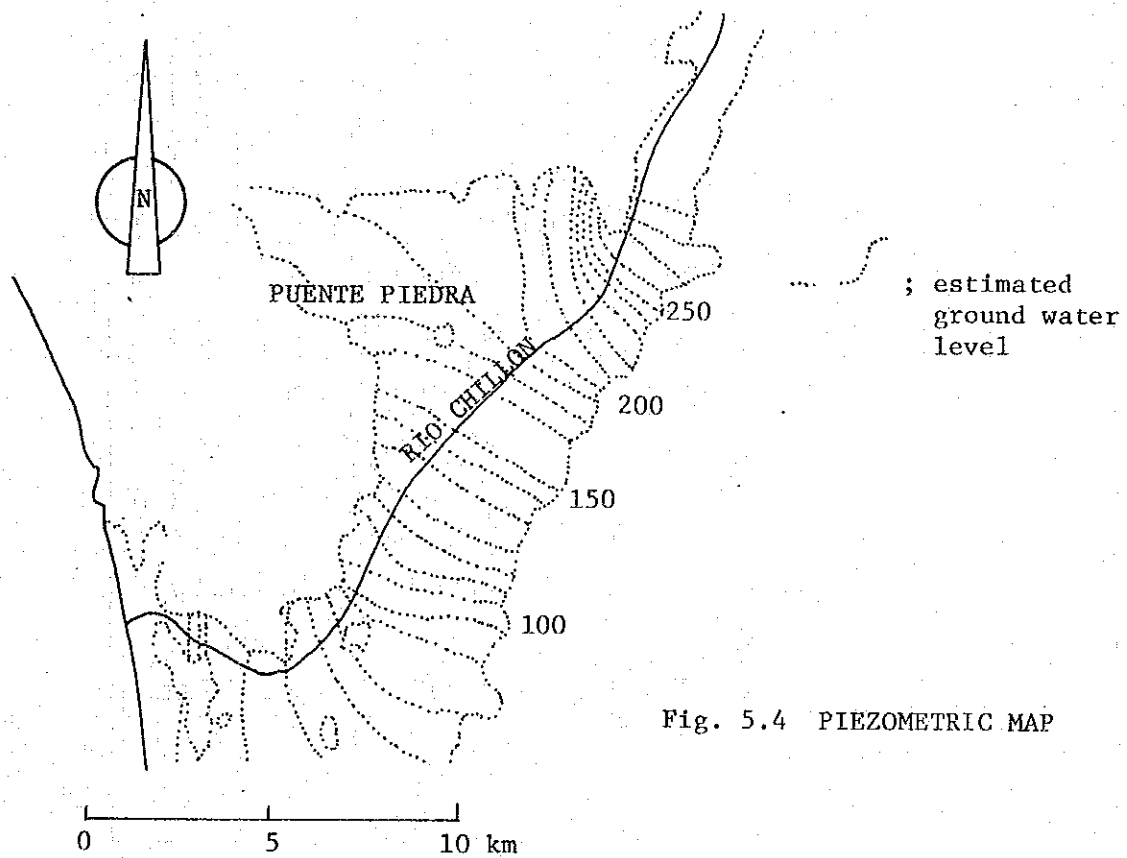 N
PUENTE PIEDRA
RIO CHILLÓN
250
200
150
100
; estimated
ground water
level
Fig. 5.4 PIEZOMETRIC MAP
0 5 10 km